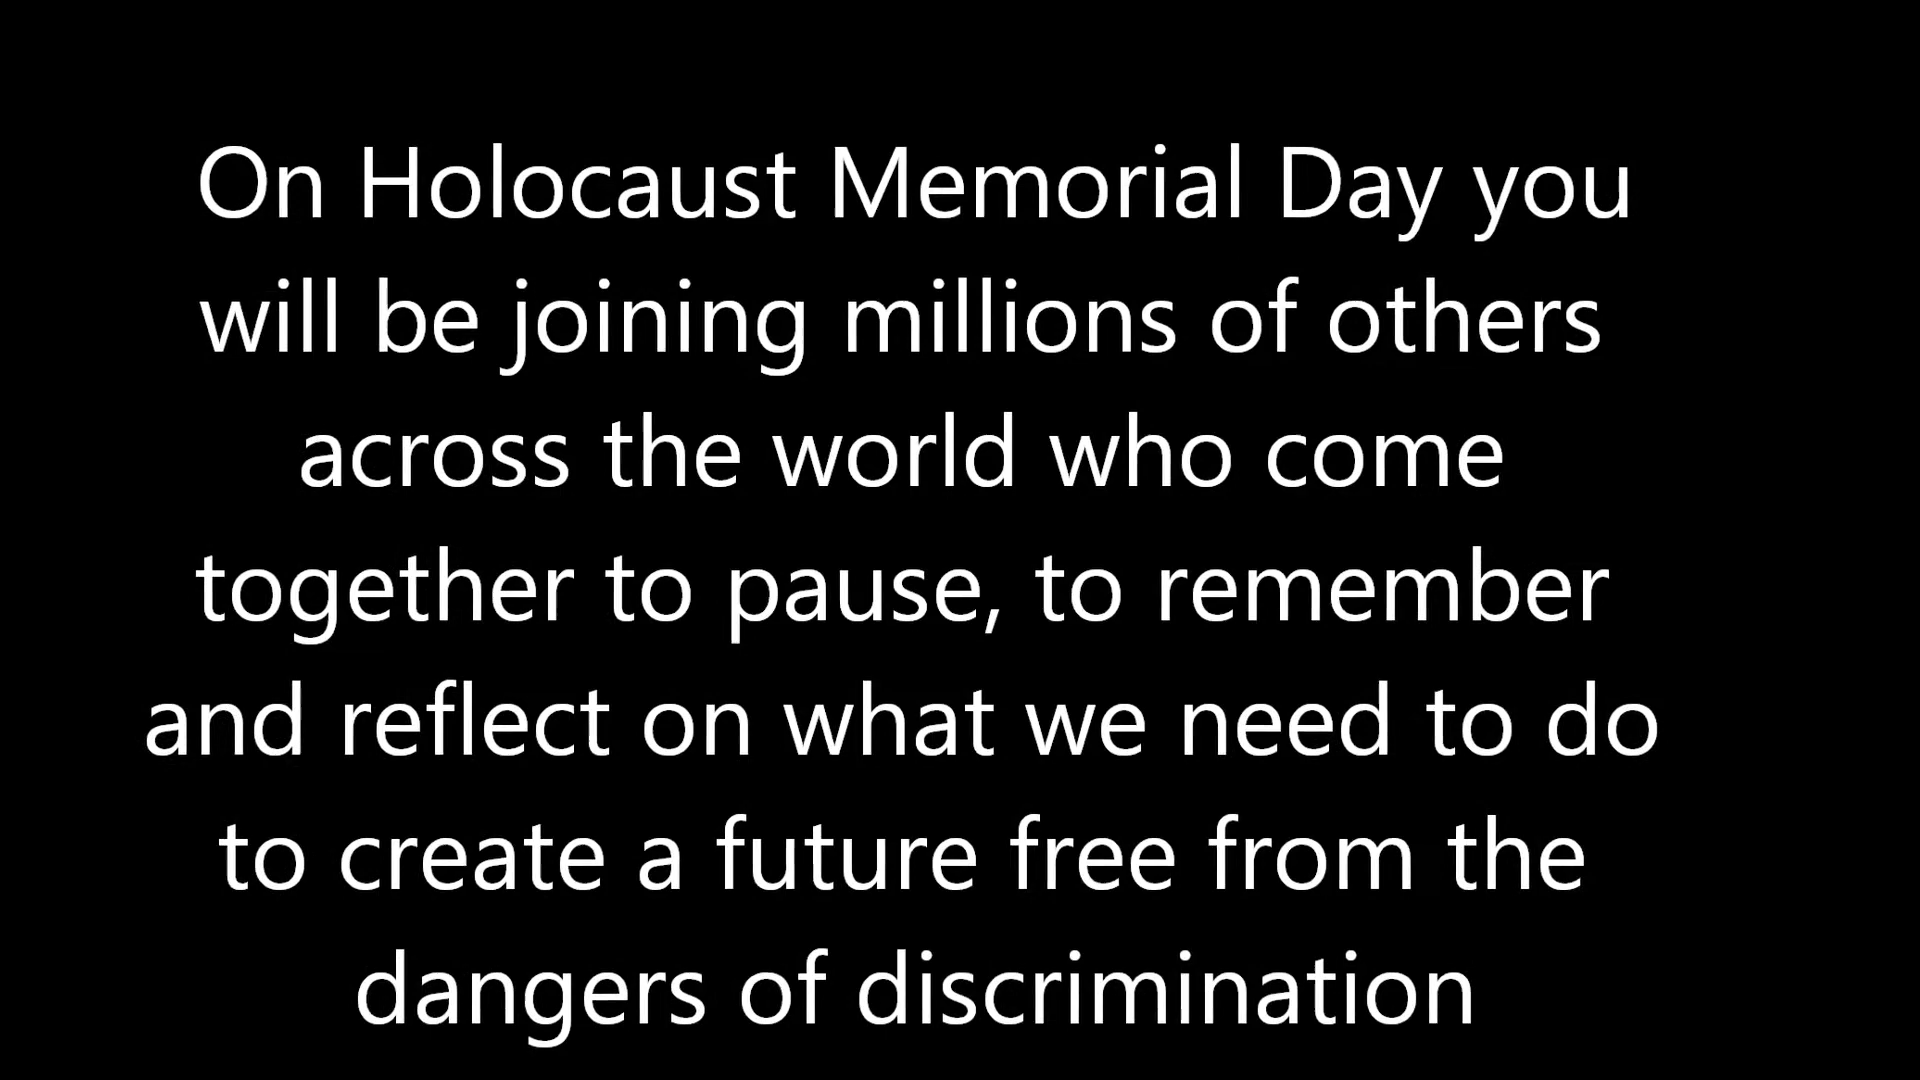 On Holocaust Memorial Day you
will be joining millions of others
across the world who come
together to pause, to remember
and reflect on what we need to do
to create a future free from the
dangers of discrimination